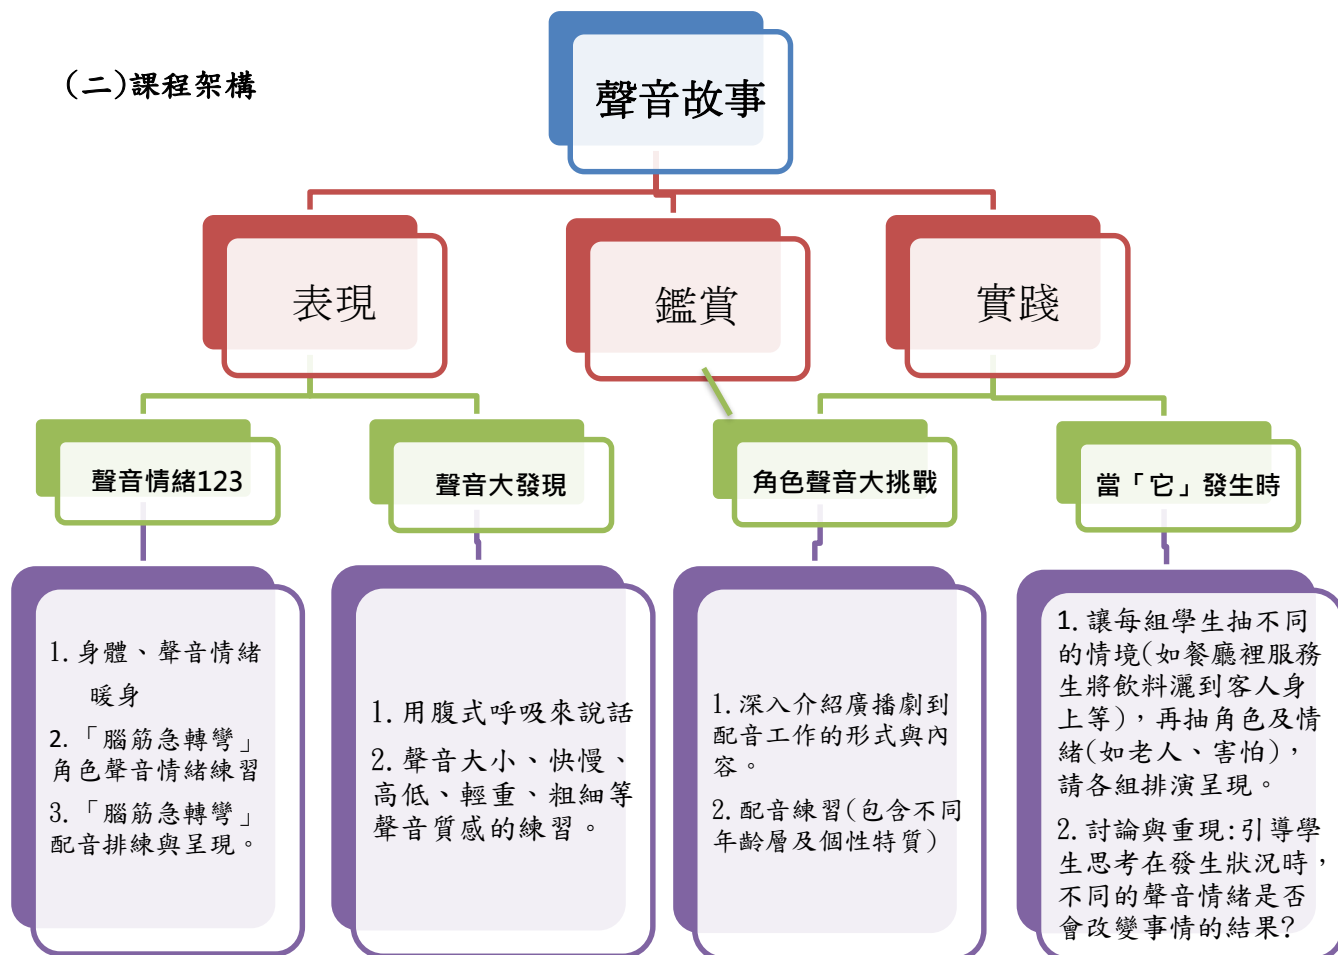 (二)課程架構
聲音故事
表現
鑑賞
實踐
聲音情緒123
聲音大發現
角色聲音大挑戰
當「它」發生時
1.身體、聲音情緒
暖身
2.「腦筋急轉彎」
角色聲音情緒練習
3.「腦筋急轉彎」
配音排練與呈現。
1.用腹式呼吸來說話
2.聲音大小、快慢、
高低、輕重、粗細等
聲音質感的練習。
1.深入介紹廣播劇到
配音工作的形式與內
容。
2.配音練習(包含不同
年齡層及個性特質)
1.讓每組學生抽不同
的情境(如餐廳裡服務
生將飲料灑到客人身
上等)，再抽角色及情
緒(如老人、害怕)，
請各組排演呈現。
2.討論與重現:引導學
生思考在發生狀況時，
不同的聲音情緒是否
會改變事情的結果?